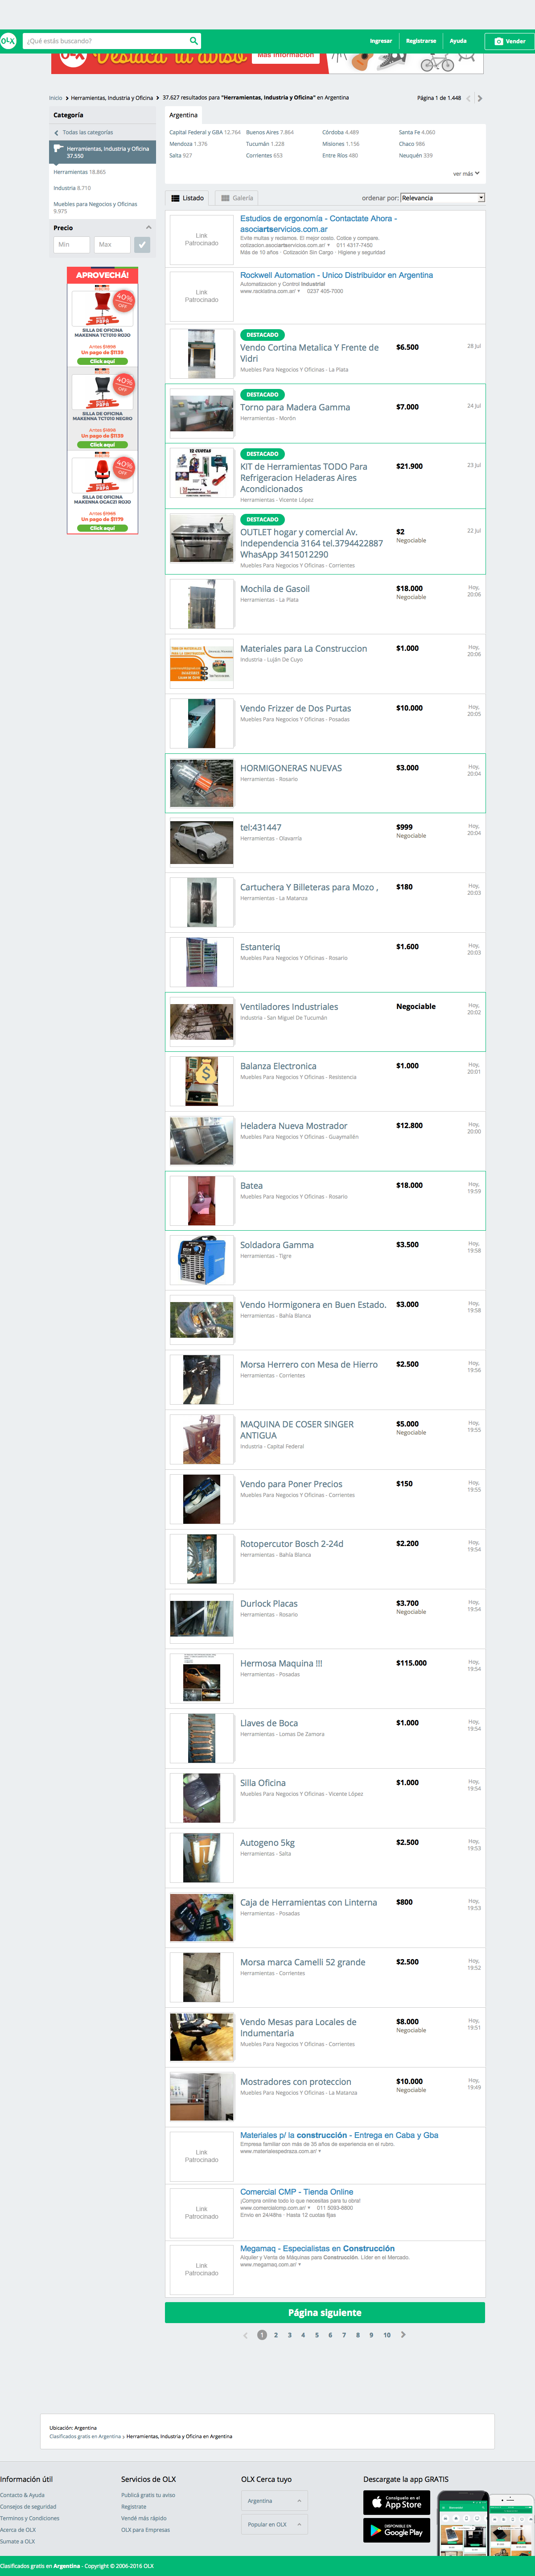 OLX
¿Qué estás buscando?
Ingresar
Registrarse
Ayuda
Vender
Destacá tu aviso
Más información
Inicio
Herramientas, Industria y Oficina
37.627 resultados para "Herramientas, Industria y Oficina" en Argentina
Página 1 de 1.448
Categoría
Todas las categorías
Herramientas, Industria y Oficina
37.550
Herramientas 18.865
Industria 8.710
Muebles para Negocios y Oficinas
9.975
Precio
Min
Max
APROVECHÁ!
40%
OFF
SILLA DE OFICINA
MAKENNA TCT010 ROJO
Un pago de $1139
Click aquí
40%
OFF
SILLA DE OFICINA
MAKENNA TCT010 NEGRO
Un pago de $1139
Click aquí
40%
OFF
SILLA DE OFICINA
MAKENNA OGAC21 ROJO
Un pago de $1179
Click aquí
Argentina
Capital Federal y GBA 12.764
Buenos Aires 7.864
Córdoba 4.489
Santa Fe 4.060
Mendoza 1.376
Tucumán 1.228
Misiones 1.156
Chaco 986
Salta 927
Corrientes 653
Entre Ríos 480
Neuquén 339
ver más
Listado
Galería
ordenar por:
Relevancia
Link
Patrocinado
Estudios de ergonomía - Contactate Ahora -
asociartservicios.com.ar
Evite multas y reclamos. El mejor costo. Cotice y compare.
cotizacion.asociartservicios.com.ar/ 011 4317-7450
Más de 10 años · Cotización Sin Cargo · Higiene y seguridad
Link
Patrocinado
Rockwell Automation - Unico Distribuidor en Argentina
Automatizacion y Control Industrial
www.racklatina.com.ar/ 0237 405-7000
DESTACADO
Vendo Cortina Metalica Y Frente de
Vidri
Muebles Para Negocios Y Oficinas - La Plata
$6.500
28 Jul
DESTACADO
Torno para Madera Gamma
Herramientas - Morón
$7.000
24 Jul
12 CUOTAS
DESTACADO
KIT de Herramientas TODO Para
Refrigeracion Heladeras Aires
Acondicionados
Herramientas - Vicente López
$21.900
23 Jul
DESTACADO
OUTLET hogar y comercial Av.
Independencia 3164 tel.3794422887
WhasApp 3415012290
Muebles Para Negocios Y Oficinas - Corrientes
$2
Negociable
22 Jul
Mochila de Gasoil
Herramientas - La Plata
$18.000
Negociable
Hoy,
20:06
Materiales para La Construccion
Industria - Luján De Cuyo
$1.000
Hoy,
20:06
Vendo Frizzer de Dos Purtas
Muebles Para Negocios Y Oficinas - Posadas
$10.000
Hoy,
20:05
HORMIGONERAS NUEVAS
Herramientas - Rosario
$3.000
Hoy,
20:04
tel:431447
Herramientas - Olavarría
$999
Negociable
Hoy,
20:04
Cartuchera Y Billeteras para Mozo ,
Herramientas - La Matanza
$180
Hoy,
20:03
Estanteriq
Muebles Para Negocios Y Oficinas - Rosario
$1.600
Hoy,
20:03
Ventiladores Industriales
Industria - San Miguel De Tucumán
Negociable
Hoy,
20:02
Balanza Electronica
Muebles Para Negocios Y Oficinas - Resistencia
$1.000
Hoy,
20:01
Heladera Nueva Mostrador
Muebles Para Negocios Y Oficinas - Guaymallén
$12.800
Hoy,
20:00
Batea
Muebles Para Negocios Y Oficinas - Rosario
$18.000
Hoy,
19:59
Soldadora Gamma
Herramientas - Tigre
$3.500
Hoy,
19:58
Vendo Hormigonera en Buen Estado.
Herramientas - Bahía Blanca
$3.000
Hoy,
19:58
Morsa Herrero con Mesa de Hierro
Herramientas - Corrientes
$2.500
Hoy,
19:56
MAQUINA DE COSER SINGER
ANTIGUA
Industria - Capital Federal
$5.000
Negociable
Hoy,
19:55
Vendo para Poner Precios
Muebles Para Negocios Y Oficinas - Corrientes
$150
Hoy,
19:55
Rotopercutor Bosch 2-24d
Herramientas - Bahía Blanca
$2.200
Hoy,
19:54
Durlock Placas
Herramientas - Rosario
$3.700
Negociable
Hoy,
19:54
Hermosa Maquina !!!
Herramientas - Posadas
$115.000
Hoy,
19:54
Llaves de Boca
Herramientas - Lomas De Zamora
$1.000
Hoy,
19:54
Silla Oficina
Muebles Para Negocios Y Oficinas - Vicente López
$1.000
Hoy,
19:54
Autogeno 5kg
Herramientas - Salta
$2.500
Hoy,
19:53
Caja de Herramientas con Linterna
Herramientas - Posadas
$800
Hoy,
19:53
Morsa marca Camelli 52 grande
Herramientas - Corrientes
$2.500
Hoy,
19:52
Vendo Mesas para Locales de
Indumentaria
Muebles Para Negocios Y Oficinas - Corrientes
$8.000
Negociable
Hoy,
19:51
Mostradores con proteccion
Muebles Para Negocios Y Oficinas - La Matanza
$10.000
Negociable
Hoy,
19:49
Link
Patrocinado
Materiales p/ la construcción - Entrega en Caba y Gba
Empresa familiar con más de 35 años de experiencia en el rubro.
www.materialespedraza.com.ar/
Link
Patrocinado
Comercial CMP - Tienda Online
¡Compra online todo lo que necesitas para tu obra!
www.comercialcmp.com.ar/ 011 5093-8800
Envío en 24/48hs · Hasta 12 cuotas fijas
Link
Patrocinado
Megamaq - Especialistas en Construcción
Alquiler y Venta de Máquinas para Construcción. Líder en el Mercado.
www.megamaq.com.ar/
Página siguiente
1 2 3 4 5 6 7 8 9 10
Ubicación: Argentina
Clasificados gratis en Argentina » Herramientas, Industria y Oficina en Argentina
Información útil
Contacto & Ayuda
Consejos de seguridad
Terminos y Condiciones
Acerca de OLX
Sumate a OLX
Servicios de OLX
Publicá gratis tu aviso
Registrate
Vendé más rápido
OLX para Empresas
OLX Cerca tuyo
Argentina
Popular en OLX
Descargate la app GRATIS
Consíguelo en el
App Store
DISPONIBLE EN
Google Play
Clasificados gratis en Argentina - Copyright © 2006-2016 OLX